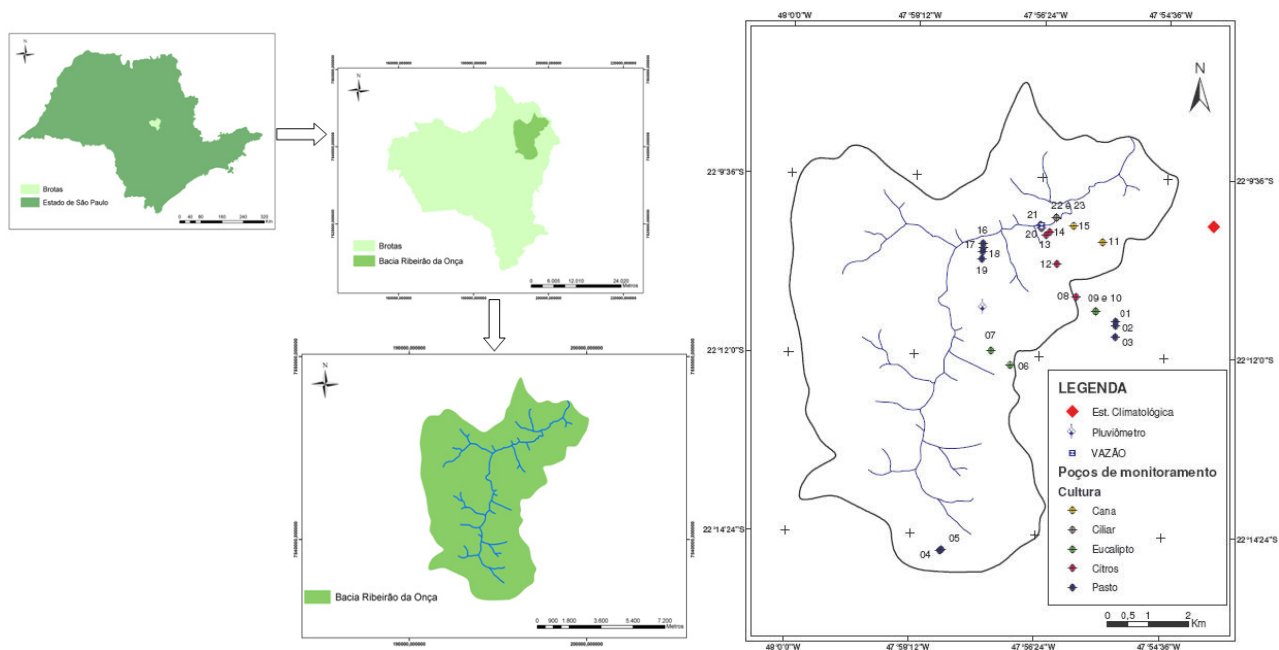 N
Brotas
Estado de São Paulo
0 40 80 160 240 320
Km
N
Brotas
Bacia Ribeirão da Onça
0 6 005 12 010 24 020
Metros
N
Bacia Ribeirão da Onça
0 900 1.800 3.600 5.400 7.200
Metros
48°0'0"W 47°59'12"W 47°56'24"W 47°54'36"W
N
22°9'36"S 22°9'36"S
22 e 23
21
15
16
20 14
13
11
17
18
12
19
08
09 e 10
01
02
03
07
06
22°12'0"S 22°12'0"S
LEGENDA
Est. Climatológica
Pluviômetro
VAZÃO
Poços de monitoramento
Cultura
Cana
Ciliar
Eucalipto
Citros
Pasto
22°14'24"S 22°14'24"S
05
04
0 0,5 1 2
Km
48°0'0"W 47°59'12"W 47°56'24"W 47°54'36"W